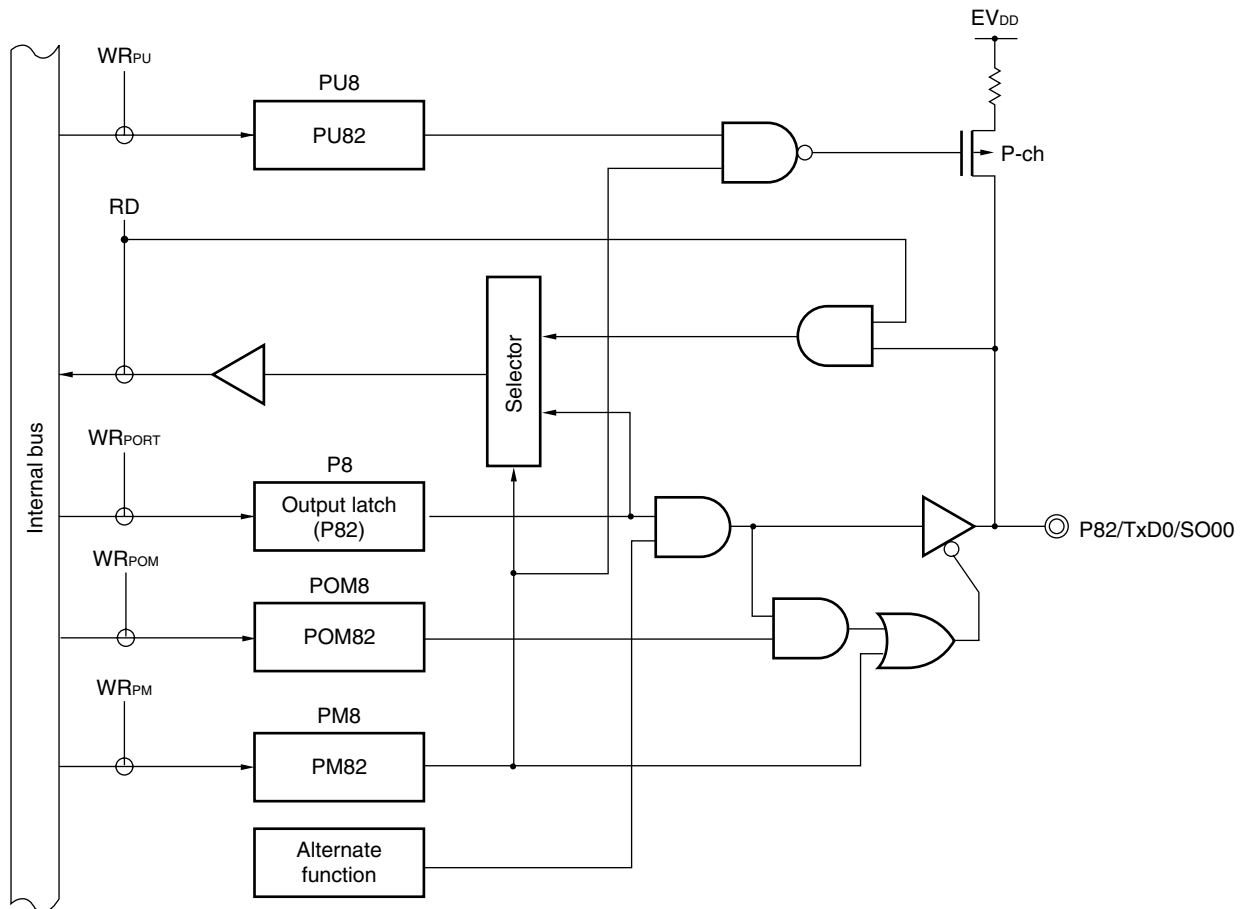 EVDD
WRPU
PU8
PU82
P-ch
RD
Selector
Internal bus
WRPORT
P8
Output latch
(P82)
P82/TxD0/SO00
WRPOM
POM8
POM82
WRPM
PM8
PM82
Alternate
function